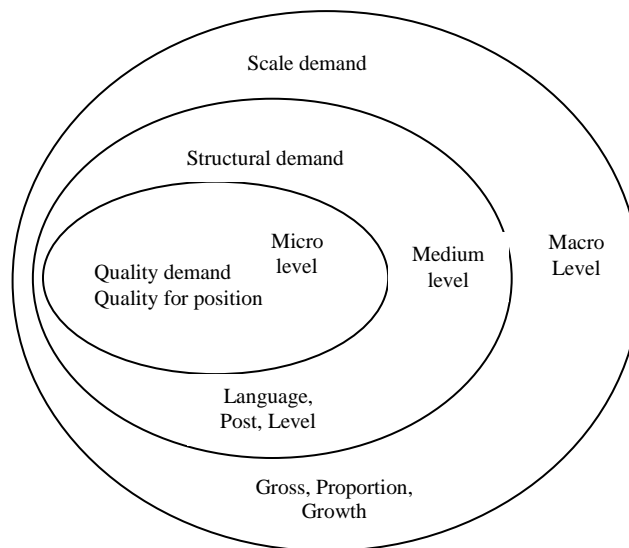 Scale demand
Structural demand
Micro
level
Quality demand
Quality for position
Medium
level
Macro
Level
Language,
Post, Level
Gross, Proportion,
Growth